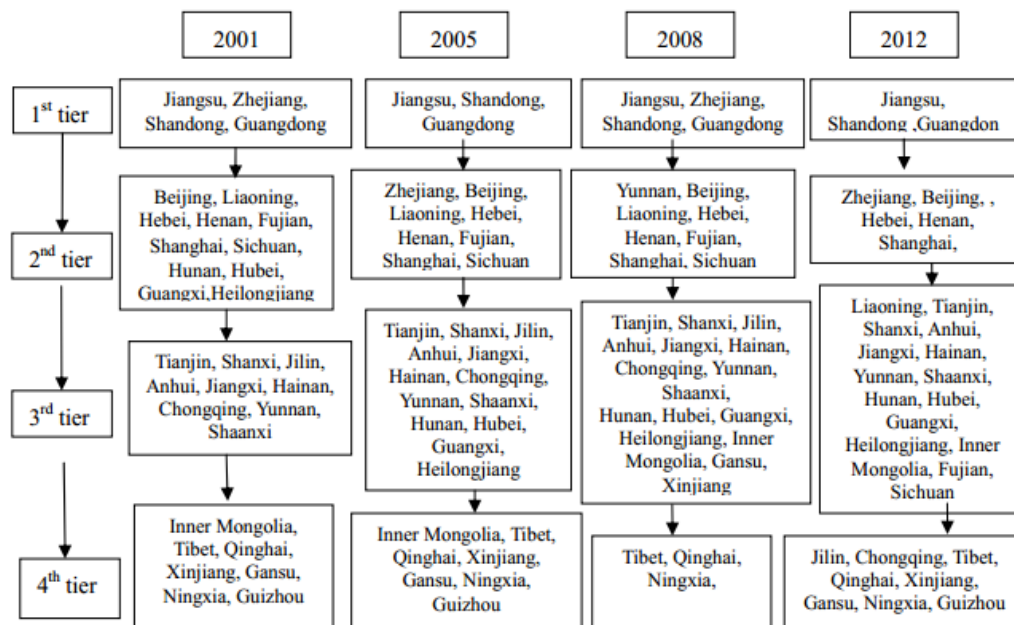 2001
2005
2008
2012
1st tier
Jiangsu, Zhejiang,
Shandong, Guangdong
Jiangsu, Shandong,
Guangdong
Jiangsu, Zhejiang,
Shandong, Guangdong
Jiangsu,
Shandong ,Guangdon
2nd tier
Beijing, Liaoning,
Hebei, Henan, Fujian,
Shanghai, Sichuan,
Hunan, Hubei,
Guangxi,Heilongjiang
Zhejiang, Beijing,
Liaoning, Hebei,
Henan, Fujian,
Shanghai, Sichuan
Yunnan, Beijing,
Liaoning, Hebei,
Henan, Fujian,
Shanghai, Sichuan
Zhejiang, Beijing, ,
Hebei, Henan,
Shanghai,
3rd tier
Tianjin, Shanxi, Jilin,
Anhui, Jiangxi, Hainan,
Chongqing, Yunnan,
Shaanxi
Tianjin, Shanxi, Jilin,
Anhui, Jiangxi,
Hainan, Chongqing,
Yunnan, Shaanxi,
Hunan, Hubei,
Guangxi,
Heilongjiang
Tianjin, Shanxi, Jilin,
Anhui, Jiangxi, Hainan,
Chongqing, Yunnan,
Shaanxi,
Hunan, Hubei, Guangxi,
Heilongjiang, Inner
Mongolia, Gansu,
Xinjiang
Liaoning, Tianjin,
Shanxi, Anhui,
Jiangxi, Hainan,
Yunnan, Shaanxi,
Hunan, Hubei,
Guangxi,
Heilongjiang, Inner
Mongolia, Fujian,
Sichuan
4th tier
Inner Mongolia,
Tibet, Qinghai,
Xinjiang, Gansu,
Ningxia, Guizhou
Inner Mongolia, Tibet,
Qinghai, Xinjiang,
Gansu, Ningxia,
Guizhou
Tibet, Qinghai,
Ningxia,
Jilin, Chongqing, Tibet,
Qinghai, Xinjiang,
Gansu, Ningxia, Guizhou